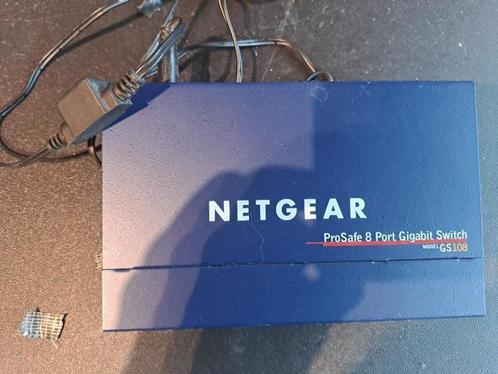 NETGEAR
ProSafe 8 Port Gigabit Switch
MODEL GS108